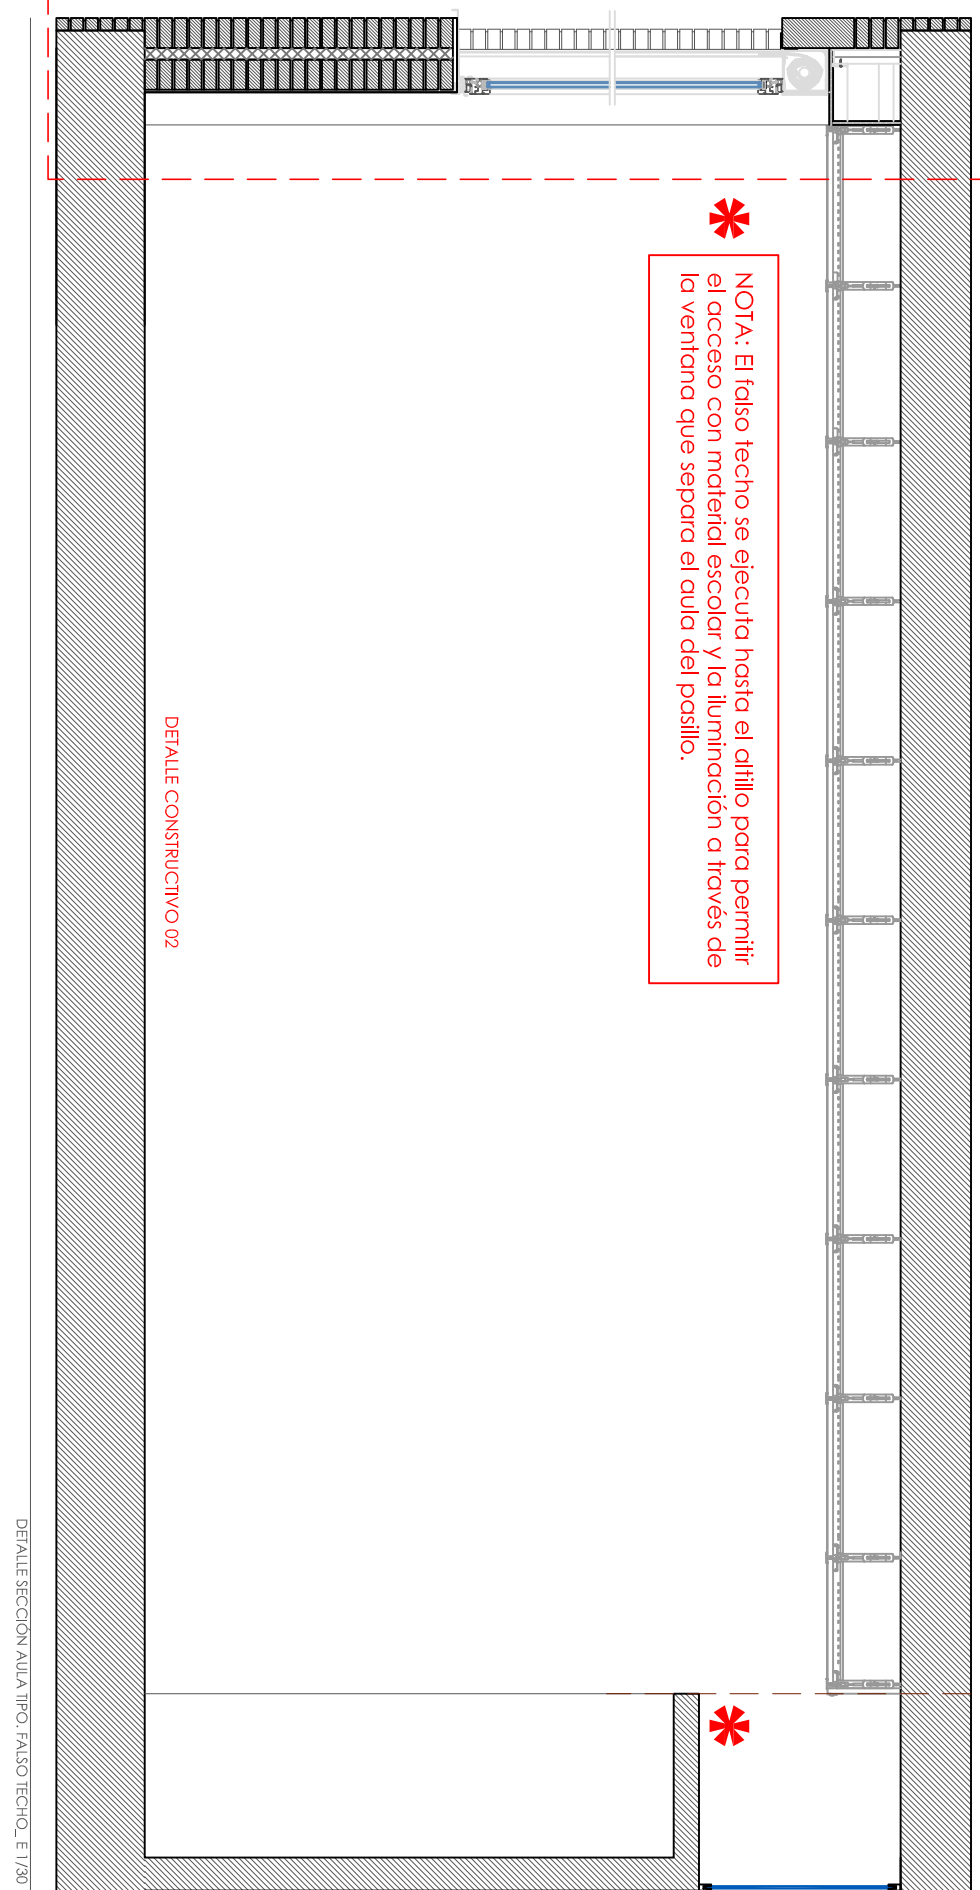 NOTA: El falso techo se ejecuta hasta el altillo para permitir
el acceso con material escolar y la iluminación a través de
la ventana que separa el aula del pasillo.
DETALLE CONSTRUCTIVO 02
DETALLE SECCIÓN AULA TIPO. FALSO TECHO_ E 1/30